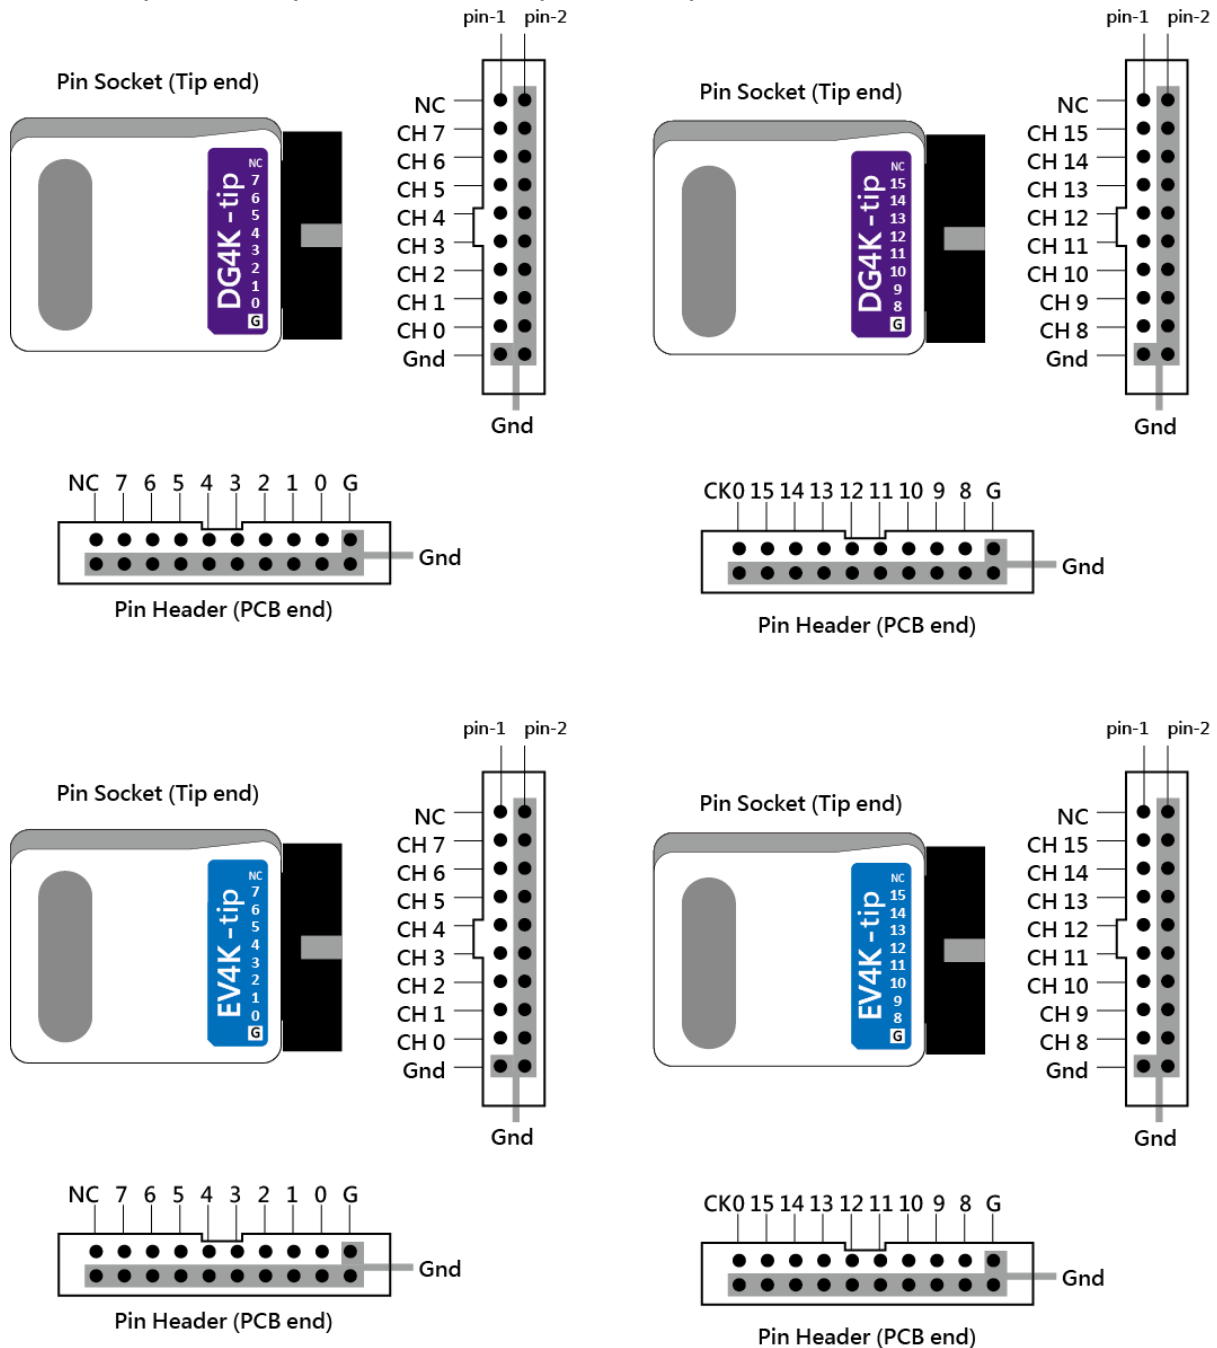 pin-1 pin-2
Pin Socket (Tip end)
NC
CH 7
CH 6
CH 5
CH 4
CH 3
CH 2
CH 1
CH 0
Gnd
Gnd
DG4K-tip
NC
7
6
5
4
3
2
1
0
G
NC 7 6 5 4 3 2 1 0 G
Gnd
Pin Header (PCB end)
pin-1 pin-2
Pin Socket (Tip end)
NC
CH 15
CH 14
CH 13
CH 12
CH 11
CH 10
CH 9
CH 8
Gnd
Gnd
DG4K-tip
NC
15
14
13
12
11
10
9
8
G
CK0 15 14 13 12 11 10 9 8 G
Gnd
Pin Header (PCB end)
pin-1 pin-2
Pin Socket (Tip end)
NC
CH 7
CH 6
CH 5
CH 4
CH 3
CH 2
CH 1
CH 0
Gnd
Gnd
EV4K-tip
NC
7
6
5
4
3
2
1
0
G
NC 7 6 5 4 3 2 1 0 G
Gnd
Pin Header (PCB end)
pin-1 pin-2
Pin Socket (Tip end)
NC
CH 15
CH 14
CH 13
CH 12
CH 11
CH 10
CH 9
CH 8
Gnd
Gnd
EV4K-tip
NC
15
14
13
12
11
10
9
8
G
CK0 15 14 13 12 11 10 9 8 G
Gnd
Pin Header (PCB end)